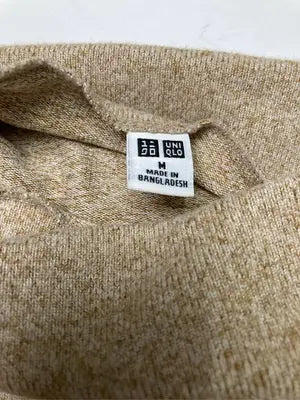 ユニ UNI
クロ QLO
M
MADE IN
BANGLADESH